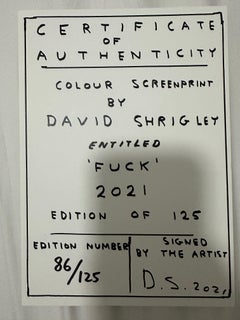 CERTIFICATE
OF
AUTHENTICITY
COLOUR SCREENPRINT
BY
DAVID SHRIGLEY
ENTITLED
'FUCK'
2021
EDITION OF 125
EDITION NUMBER
86/125
SIGNED
BY THE ARTIST
D.S. 2021